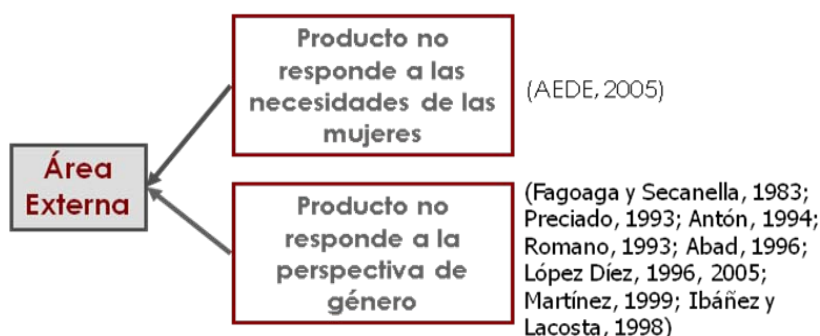 Producto no
responde a las
necesidades de las
mujeres
(AEDE, 2005)
Área
Externa
Producto no
responde a la
perspectiva de
género
(Fagoaga y Secanella, 1983;
Preciado, 1993; Antón, 1994;
Romano, 1993; Abad, 1996;
López Díez, 1996, 2005;
Martínez, 1999; Ibáñez y
Lacosta, 1998)